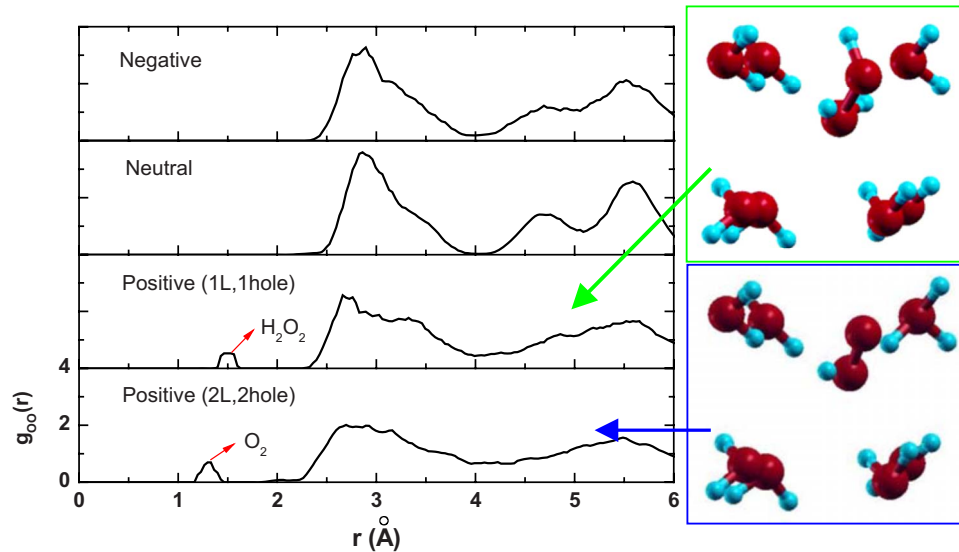 Negative
Neutral
Positive (1L,1hole)
H₂O₂
4
Positive (2L,2hole)
2
O₂
0
g_OO(r)
0 1 2 3 4 5 6
r (Å)